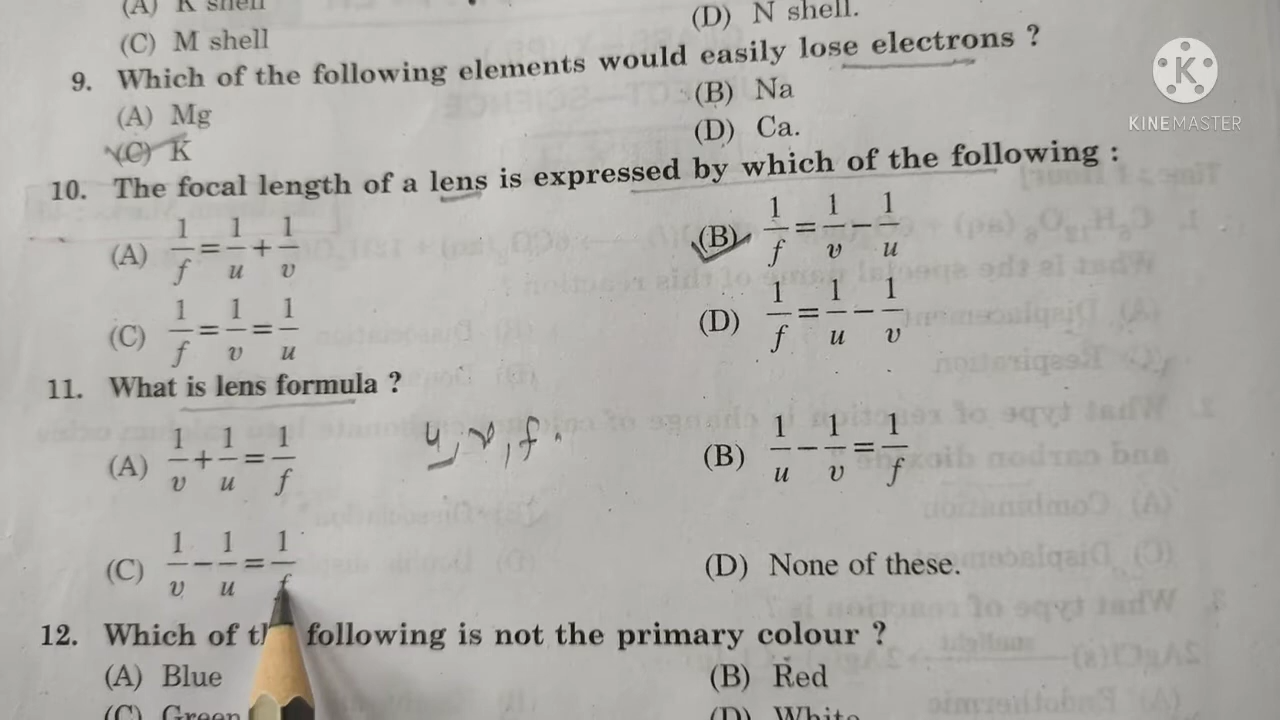 (A) K shell
(D) N shell.
(C) M shell
9. Which of the following elements would easily lose electrons ?
(A) Mg
(B) Na
(C) K
(D) Ca.
10. The focal length of a lens is expressed by which of the following :
(A) 1/f = 1/u + 1/v
(B) 1/f = 1/v − 1/u
(C) 1/f = 1/v = 1/u
(D) 1/f = 1/u − 1/v
11. What is lens formula ?
u, v, f.
(A) 1/v + 1/u = 1/f
(B) 1/u − 1/v = 1/f
(C) 1/v − 1/u = 1/f
(D) None of these.
12. Which of following is not the primary colour ?
(A) Blue
(B) Red
(C) Green
(D) White
K
KINEMASTER